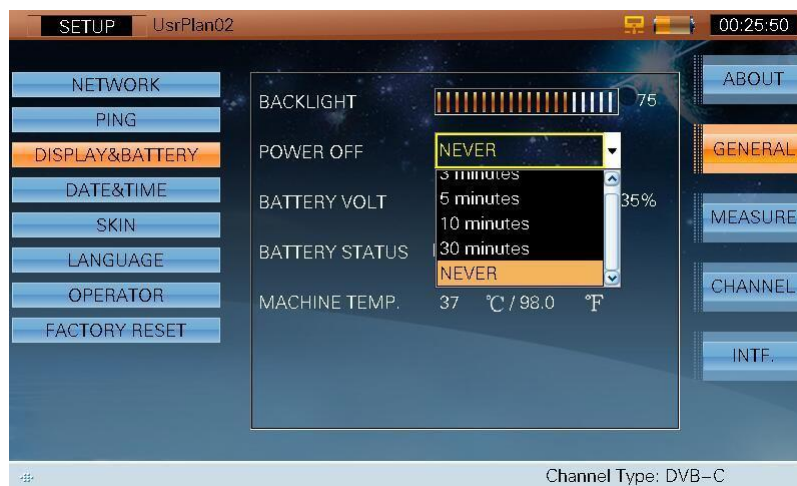 SETUP UsrPlan02 00:25:50
NETWORK
PING
DISPLAY&BATTERY
DATE&TIME
SKIN
LANGUAGE
OPERATOR
FACTORY RESET
BACKLIGHT 75
POWER OFF NEVER
3 minutes
5 minutes
10 minutes
30 minutes
NEVER
BATTERY VOLT 35%
BATTERY STATUS
MACHINE TEMP. 37 ℃ / 98.0 ℉
ABOUT
GENERAL
MEASURE
CHANNEL
INTF.
Channel Type: DVB-C